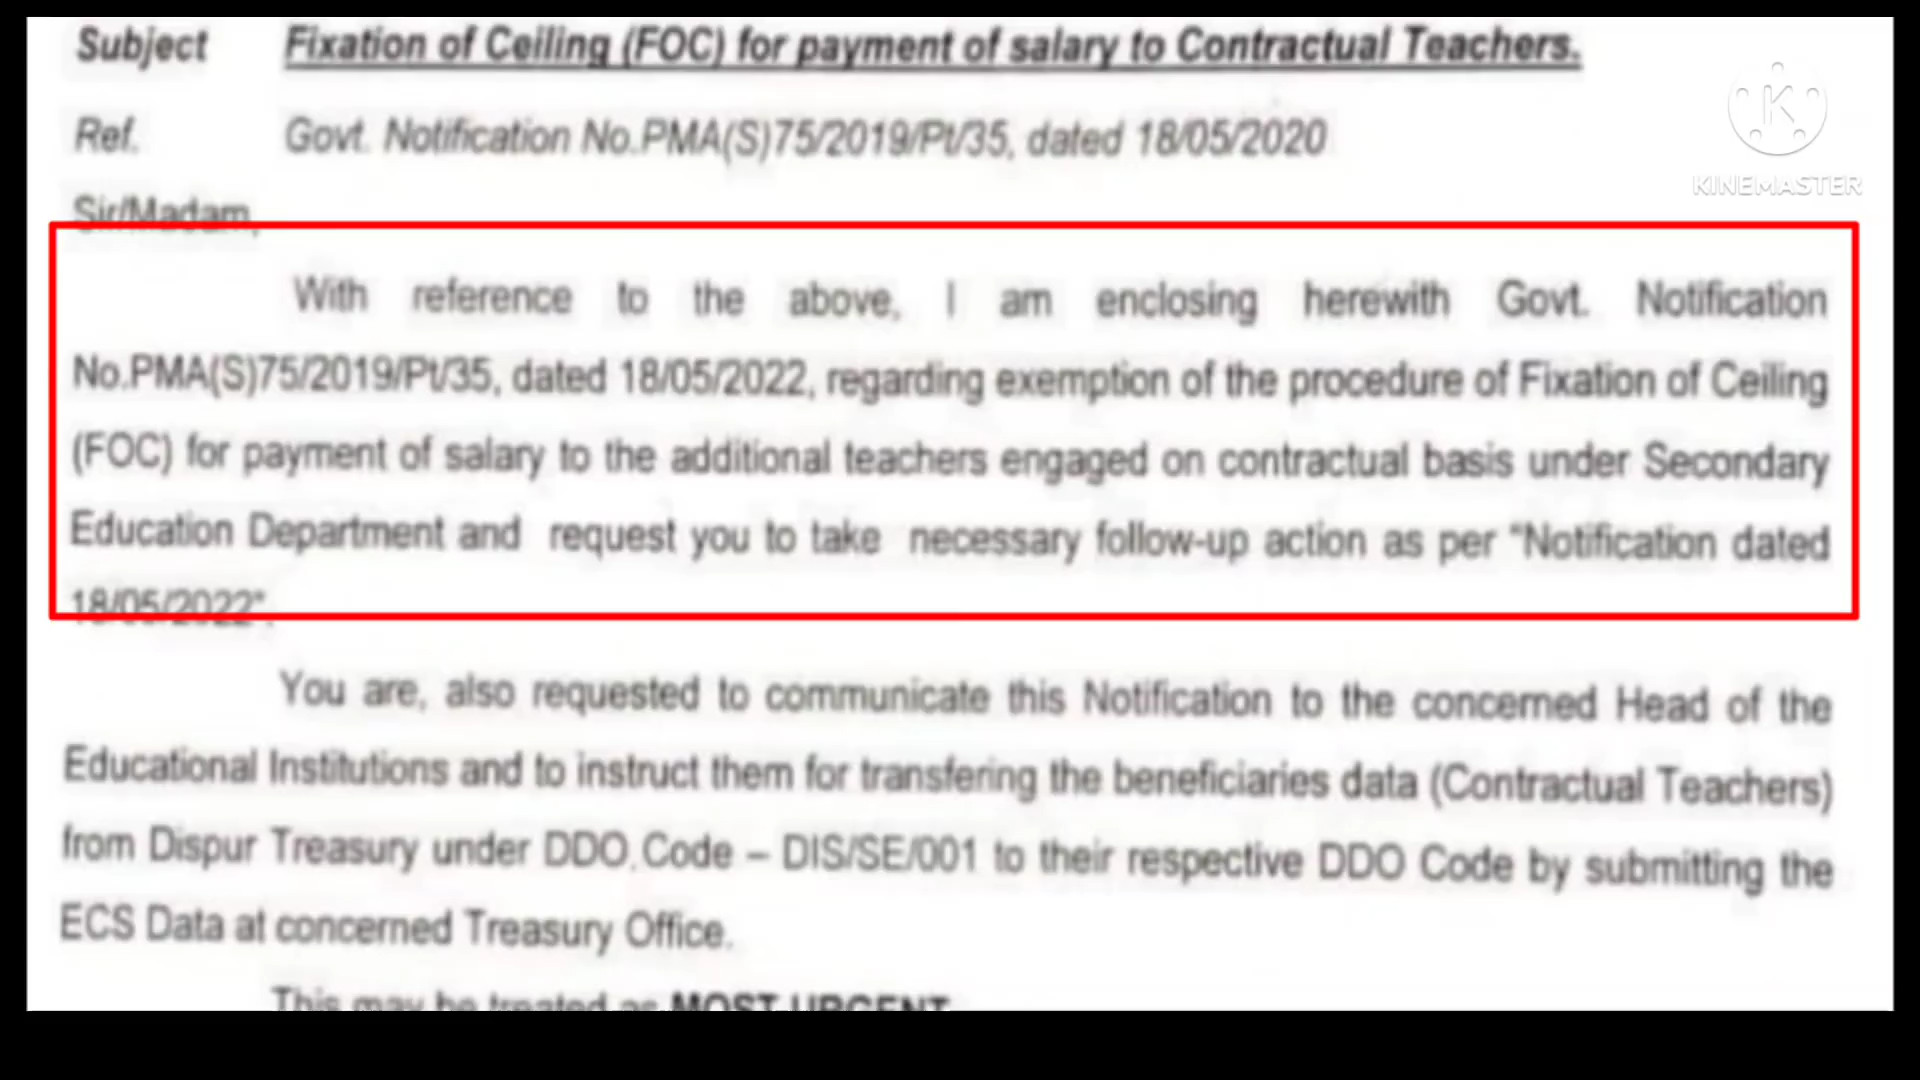 Subject Fixation of Ceiling (FOC) for payment of salary to Contractual Teachers.
Ref. Govt. Notification No.PMA(S)75/2019/Pt/35, dated 18/05/2020
KINEMASTER
Sir/Madam,
With reference to the above, I am enclosing herewith Govt. Notification
No.PMA(S)75/2019/Pt/35, dated 18/05/2022, regarding exemption of the procedure of Fixation of Ceiling
(FOC) for payment of salary to the additional teachers engaged on contractual basis under Secondary
Education Department and request you to take necessary follow-up action as per "Notification dated
18/05/2022".
You are, also requested to communicate this Notification to the concerned Head of the
Educational Institutions and to instruct them for transfering the beneficiaries data (Contractual Teachers)
from Dispur Treasury under DDO Code – DIS/SE/001 to their respective DDO Code by submitting the
ECS Data at concerned Treasury Office.
This may be treated as MOST URGENT